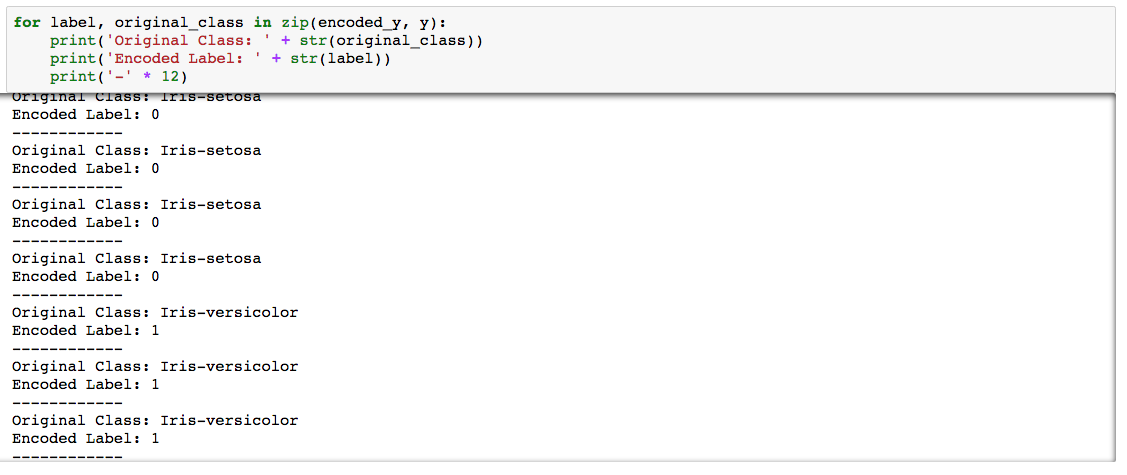 for label, original_class in zip(encoded_y, y):
    print('Original Class: ' + str(original_class))
    print('Encoded Label: ' + str(label))
    print('-' * 12)
Original Class: Iris-setosa
Encoded Label: 0
------------
Original Class: Iris-setosa
Encoded Label: 0
------------
Original Class: Iris-setosa
Encoded Label: 0
------------
Original Class: Iris-setosa
Encoded Label: 0
------------
Original Class: Iris-versicolor
Encoded Label: 1
------------
Original Class: Iris-versicolor
Encoded Label: 1
------------
Original Class: Iris-versicolor
Encoded Label: 1
------------